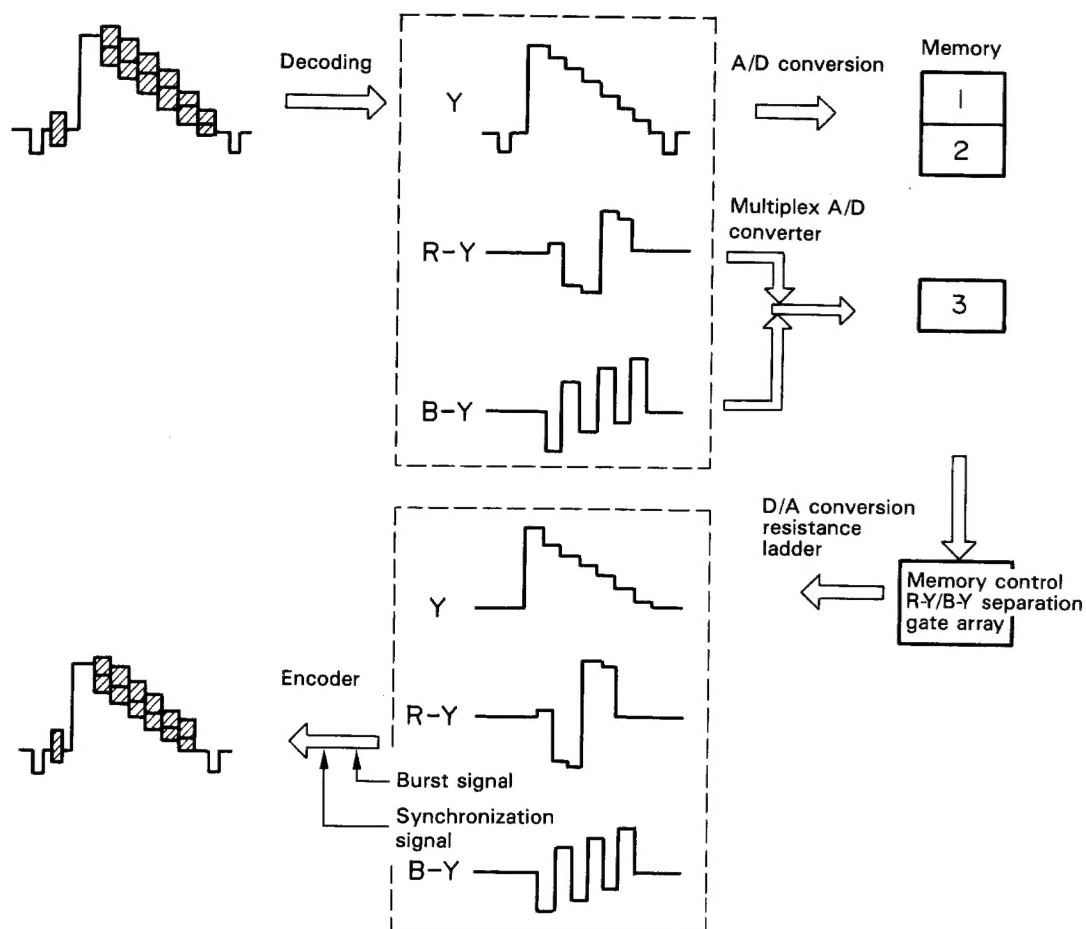 Decoding
Y
A/D conversion
Memory
1
2
R-Y
Multiplex A/D
converter
3
B-Y
D/A conversion
resistance
ladder
Memory control
R-Y/B-Y separation
gate array
Y
Encoder
R-Y
Burst signal
Synchronization
signal
B-Y